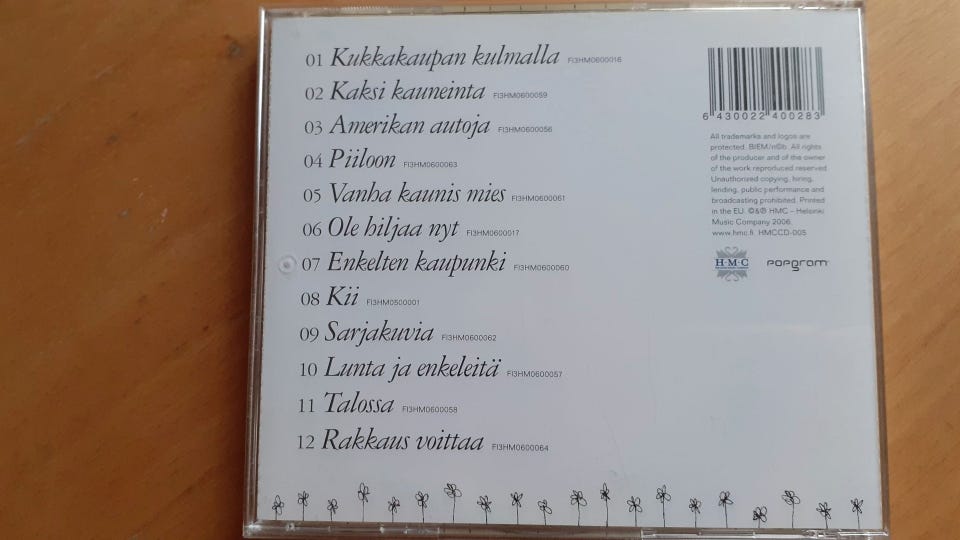 01 Kukkakaupan kulmalla FI3HM0600016
02 Kaksi kauneinta FI3HM0600059
03 Amerikan autoja FI3HM0600056
04 Piiloon FI3HM0600063
05 Vanha kaunis mies FI3HM0600061
06 Ole hiljaa nyt FI3HM0600017
07 Enkelten kaupunki FI3HM0600060
08 Kii FI3HM0500001
09 Sarjakuvia FI3HM0600062
10 Lunta ja enkeleitä FI3HM0600057
11 Talossa FI3HM0600058
12 Rakkaus voittaa FI3HM0600064
6 430022 400283
All trademarks and logos are
protected. BIEM/n©b. All rights
of the producer and of the owner
of the work reproduced reserved.
Unauthorized copying, hiring,
lending, public performance and
broadcasting prohibited. Printed
in the EU. ©&℗ HMC – Helsinki
Music Company 2006.
www.hmc.fi HMCCD-005
H·M·C
POPgram